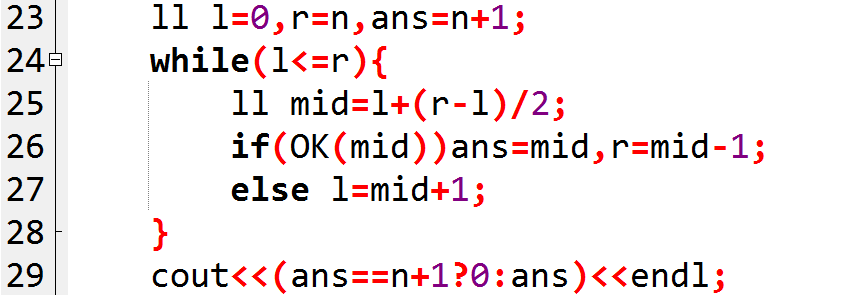 23 ll l=0,r=n,ans=n+1;
24 while(l<=r){
25 ll mid=l+(r-l)/2;
26 if(OK(mid))ans=mid,r=mid-1;
27 else l=mid+1;
28 }
29 cout<<(ans==n+1?0:ans)<<endl;